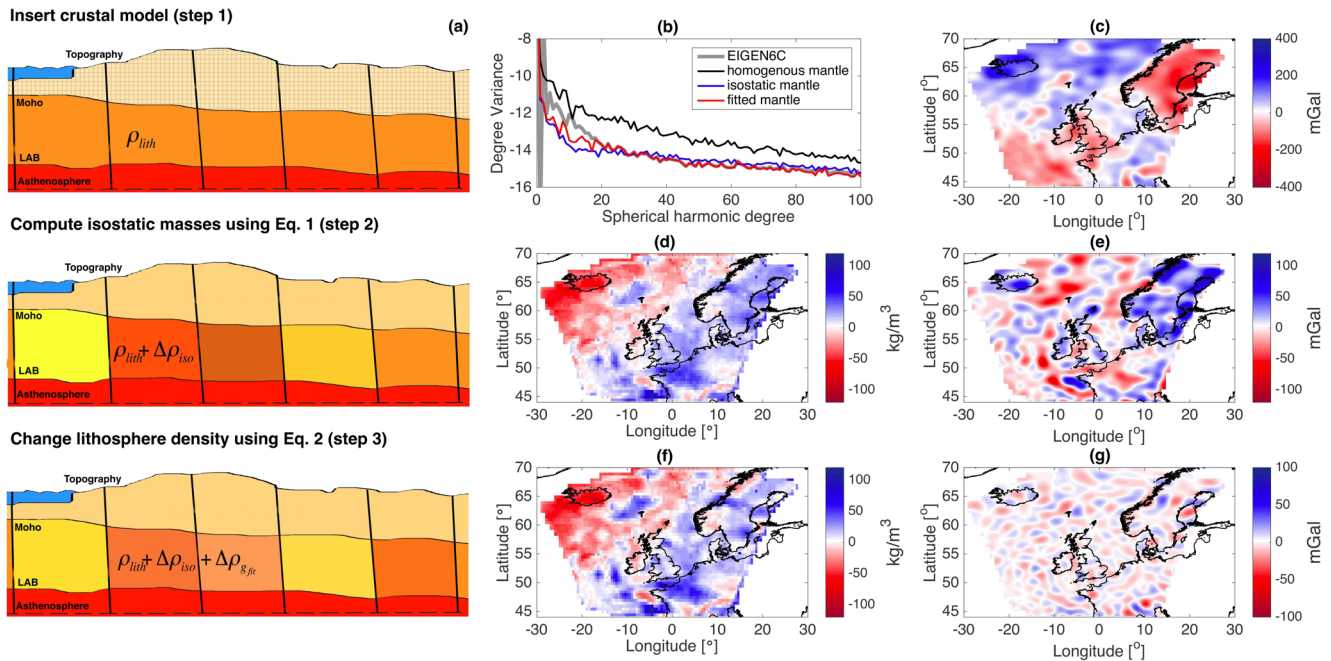 Insert crustal model (step 1)
(a)
Topography
Moho
ρlith
LAB
Asthenosphere
Compute isostatic masses using Eq. 1 (step 2)
Topography
Moho
ρlith+ Δρiso
LAB
Asthenosphere
Change lithosphere density using Eq. 2 (step 3)
Topography
Moho
ρlith+ Δρiso + Δρgfit
LAB
Asthenosphere
(b)
-8
-10
-12
-14
-16
Degree Variance
EIGEN6C
homogenous mantle
isostatic mantle
fitted mantle
0 20 40 60 80 100
Spherical harmonic degree
(c)
70
65
60
55
50
45
Latitude [o]
-30 -20 -10 0 10 20 30
Longitude [o]
400
200
0
-200
-400
mGal
(d)
70
65
60
55
50
45
Latitude [°]
-30 -20 -10 0 10 20 30
Longitude [°]
100
50
0
-50
-100
kg/m3
(e)
70
65
60
55
50
45
Latitude [o]
-30 -20 -10 0 10 20 30
Longitude [o]
100
50
0
-50
-100
mGal
(f)
70
65
60
55
50
45
Latitude [°]
-30 -20 -10 0 10 20 30
Longitude [°]
100
50
0
-50
-100
kg/m3
(g)
70
65
60
55
50
45
Latitude [o]
-30 -20 -10 0 10 20 30
Longitude [o]
100
50
0
-50
-100
mGal